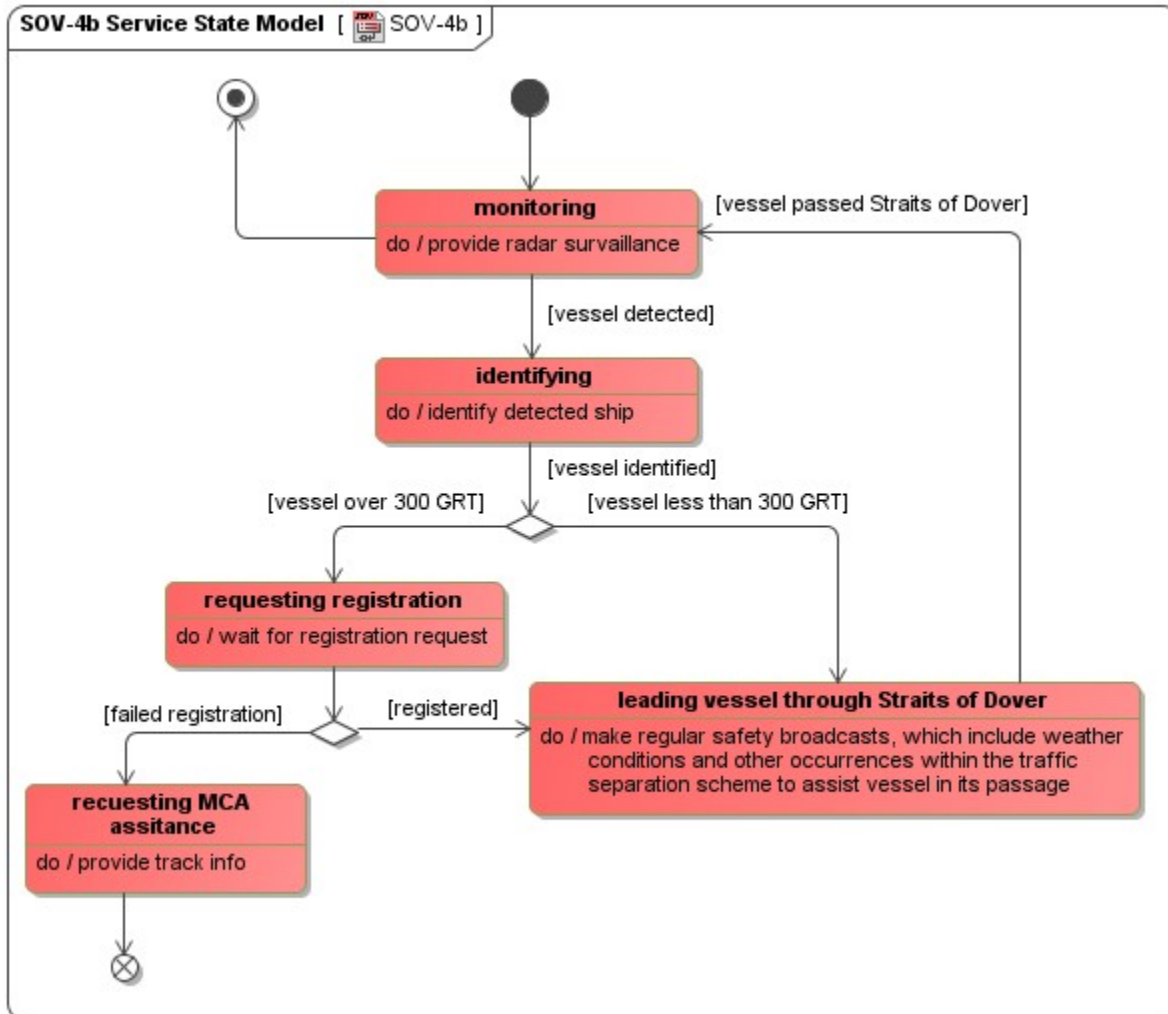 SOV-4b Service State Model [ SOV-4b ]
monitoring
do / provide radar survaillance
[vessel passed Straits of Dover]
[vessel detected]
identifying
do / identify detected ship
[vessel identified]
[vessel over 300 GRT]
[vessel less than 300 GRT]
requesting registration
do / wait for registration request
[failed registration]
[registered]
leading vessel through Straits of Dover
do / make regular safety broadcasts, which include weather
conditions and other occurrences within the traffic
separation scheme to assist vessel in its passage
recuesting MCA
assitance
do / provide track info